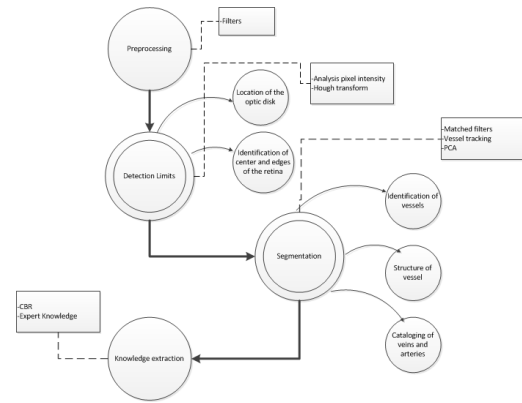 -Filters
Preprocessing
-Analysis pixel intensity
-Hough transform
Location of the
optic disk
-Matched filters
-Vessel tracking
-PCA
Identification of
center and edges
of the retina
Detection Limits
Identification of
vessels
Segmentation
Structure of
vessel
-CBR
-Expert Knowledge
Cataloging of
veins and
arteries
Knowledge extraction